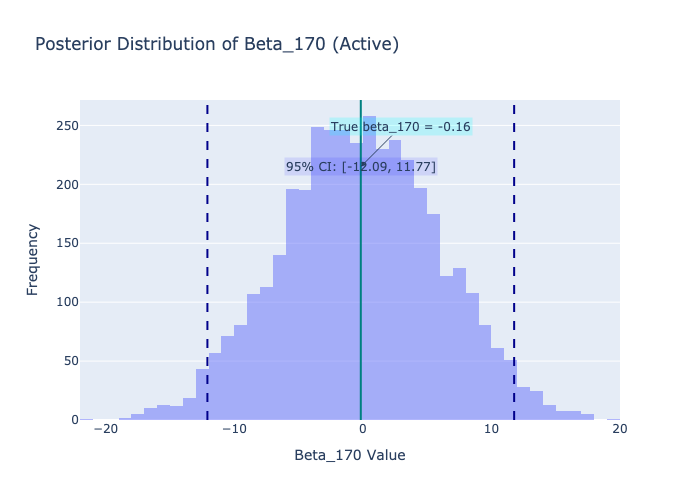 Posterior Distribution of Beta_170 (Active)
True beta_170 = -0.16
95% CI: [-12.09, 11.77]
250
200
150
100
50
0
Frequency
−20
−10
0
10
20
Beta_170 Value